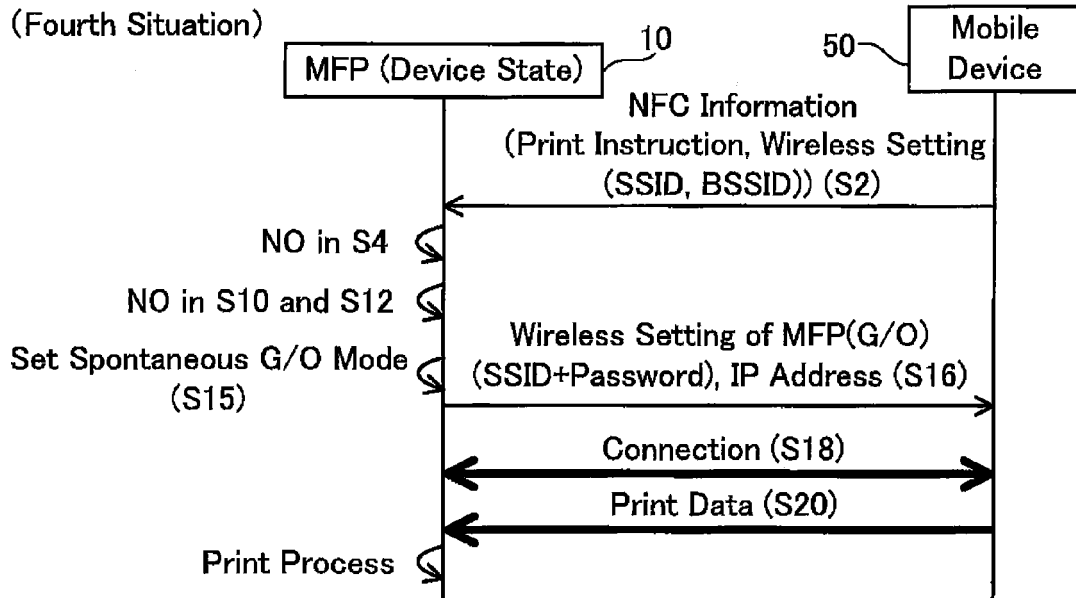 (Fourth Situation)
10
50
Mobile
Device
MFP (Device State)
NFC Information
(Print Instruction, Wireless Setting
(SSID, BSSID)) (S2)
NO in S4
NO in S10 and S12
Set Spontaneous G/O Mode
(S15)
Wireless Setting of MFP(G/O)
(SSID+Password), IP Address (S16)
Connection (S18)
Print Data (S20)
Print Process